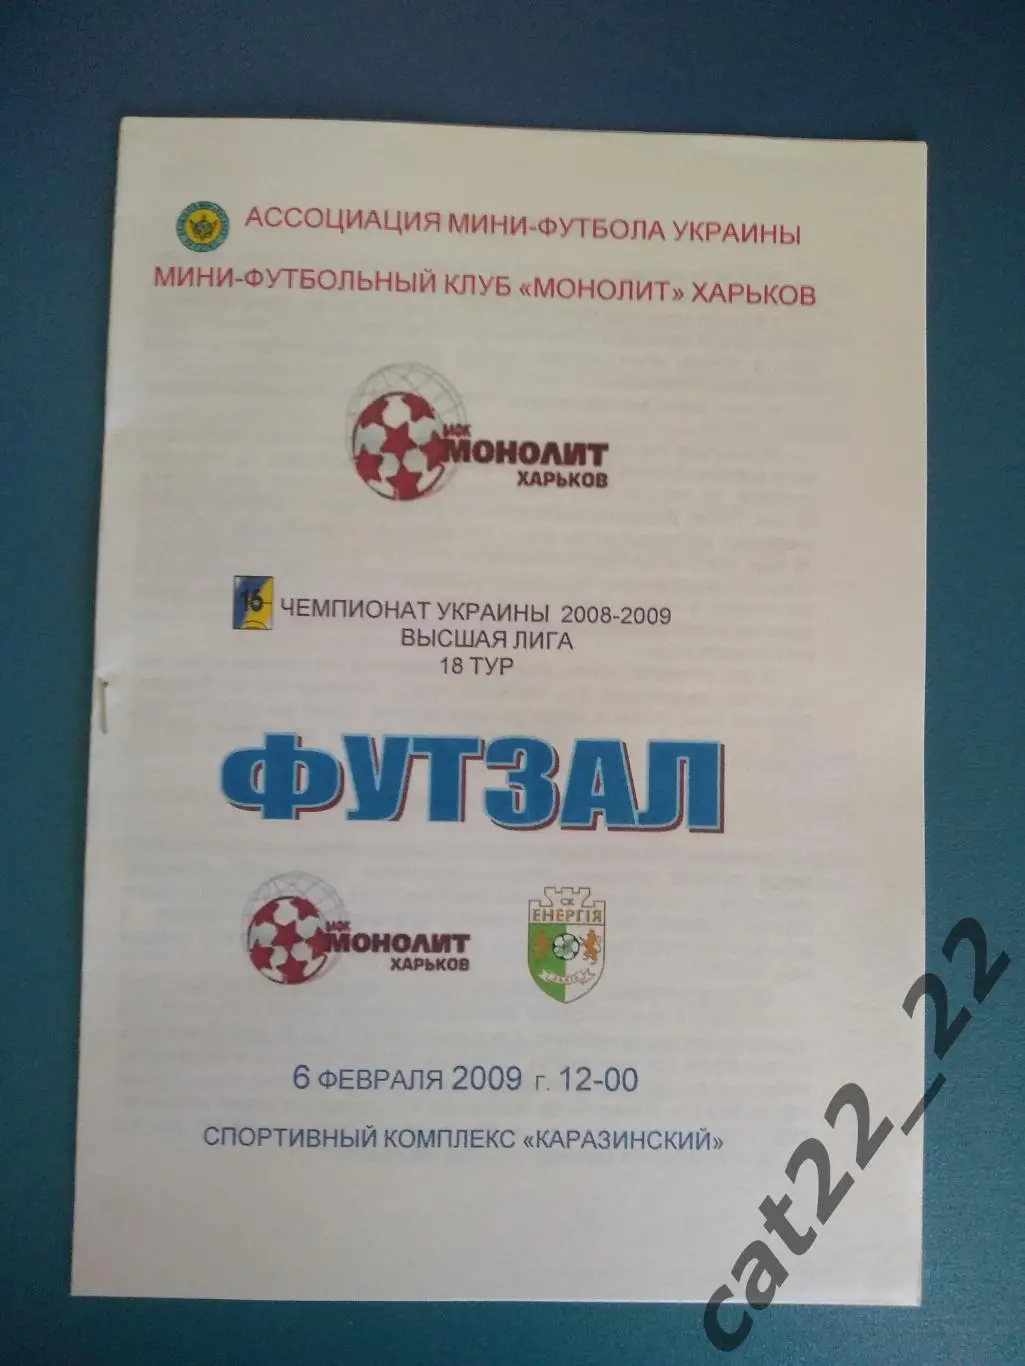 АССОЦИАЦИЯ МИНИ-ФУТБОЛА УКРАИНЫ
МИНИ-ФУТБОЛЬНЫЙ КЛУБ «МОНОЛИТ» ХАРЬКОВ
МФК
МОНОЛИТ
ХАРЬКОВ
16
ЧЕМПИОНАТ УКРАИНЫ 2008-2009
ВЫСШАЯ ЛИГА
18 ТУР
ФУТЗАЛ
МФК
МОНОЛИТ
ХАРЬКОВ
СК
ЕНЕРГІЯ
6 ФЕВРАЛЯ 2009 г. 12-00
СПОРТИВНЫЙ КОМПЛЕКС «КАРАЗИНСКИЙ»
cat22_22